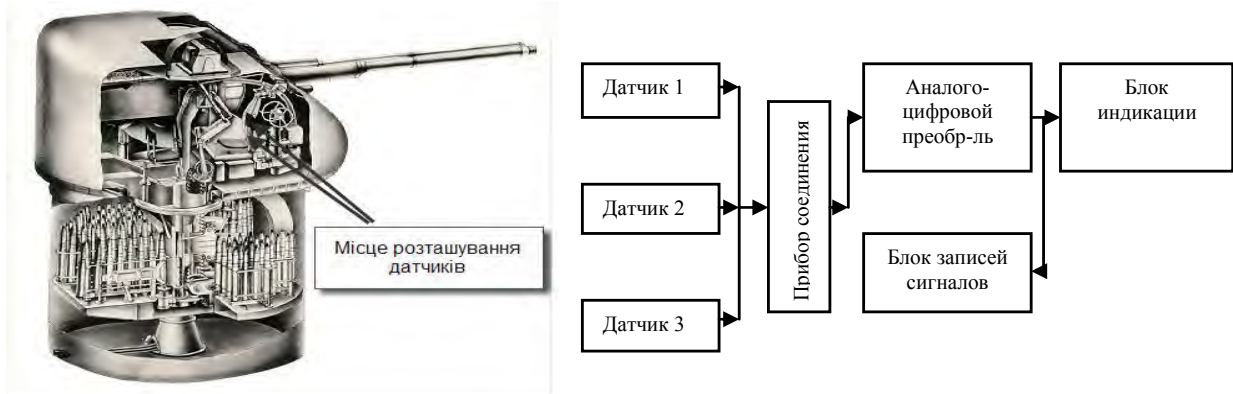 Місце розташування
датчиків
Датчик 1
Датчик 2
Датчик 3
Прибор соединения
Аналого-
цифровой
преобр-ль
Блок записей
сигналов
Блок
индикации